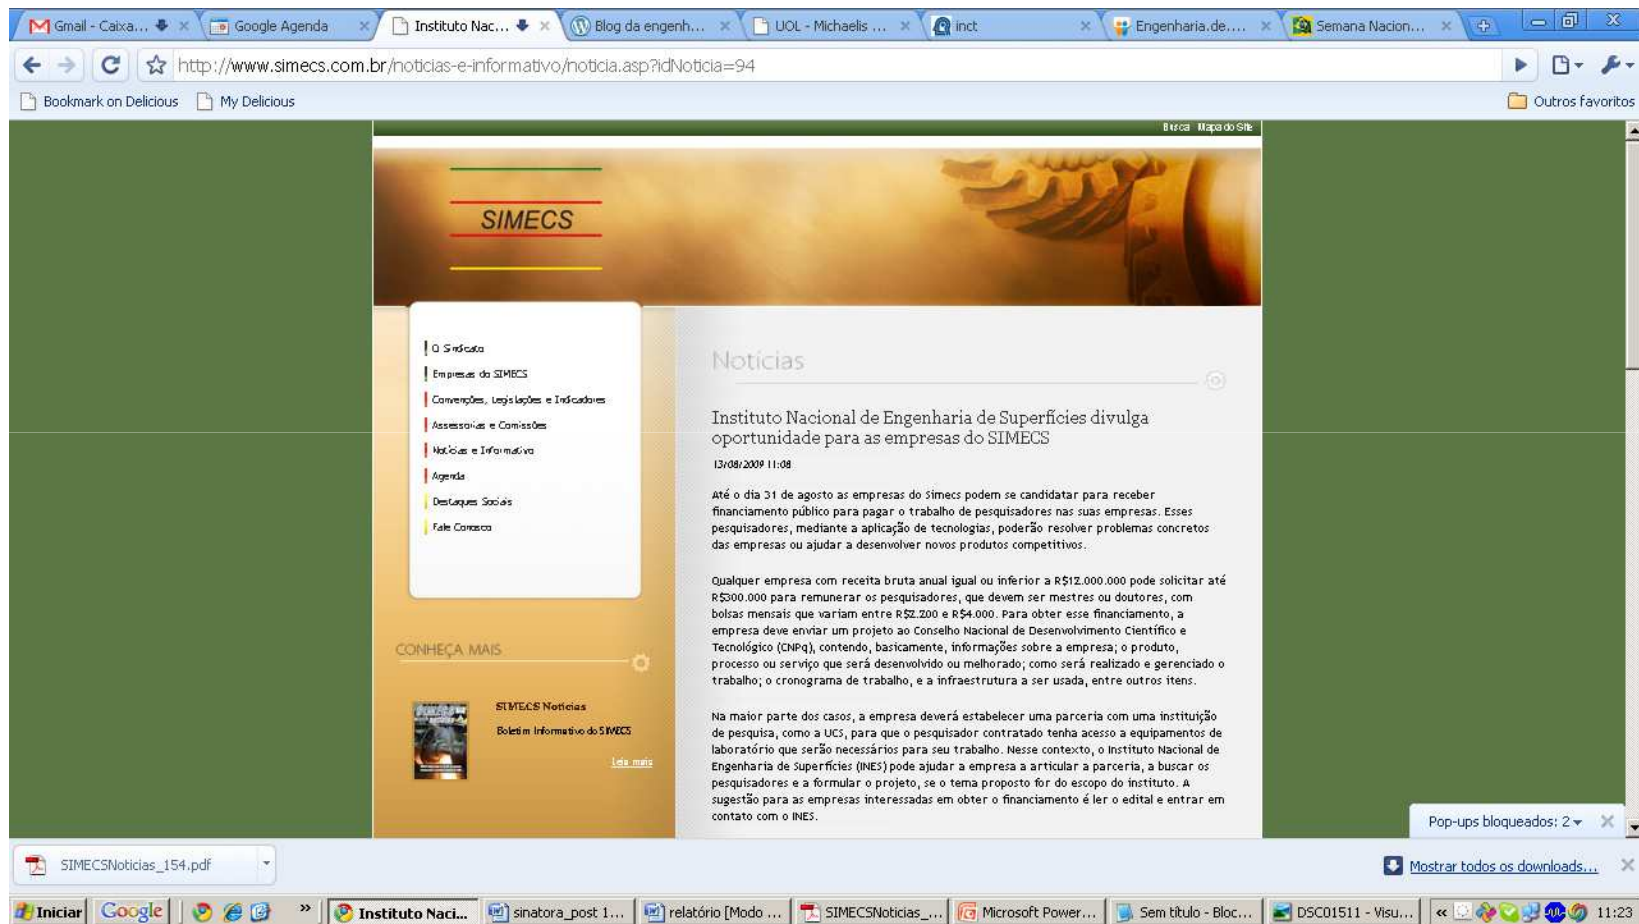 Gmail - Caixa...
Google Agenda
Instituto Nac...
Blog da engenh...
UOL - Michaelis ...
inct
Engenharia.de....
Semana Nacion...
http://www.simecs.com.br/noticias-e-informativo/noticia.asp?idNoticia=94
Bookmark on Delicious
My Delicious
Outros favoritos
Busca Mapa do Site
SIMECS
O Sindicato
Empresas do SIMECS
Convenções, Legislações e Indicadores
Assessorias e Comissões
Notícias e Informativo
Agenda
Destaques Sociais
Fale Conosco
CONHEÇA MAIS
SIMECS Notícias
Boletim Informativo do SIMECS
Leia mais
Notícias
Instituto Nacional de Engenharia de Superfícies divulga
oportunidade para as empresas do SIMECS
13/08/2009 11:08
Até o dia 31 de agosto as empresas do Simecs podem se candidatar para receber
financiamento público para pagar o trabalho de pesquisadores nas suas empresas. Esses
pesquisadores, mediante a aplicação de tecnologias, poderão resolver problemas concretos
das empresas ou ajudar a desenvolver novos produtos competitivos.
Qualquer empresa com receita bruta anual igual ou inferior a R$12.000.000 pode solicitar até
R$300.000 para remunerar os pesquisadores, que devem ser mestres ou doutores, com
bolsas mensais que variam entre R$2.200 e R$4.000. Para obter esse financiamento, a
empresa deve enviar um projeto ao Conselho Nacional de Desenvolvimento Científico e
Tecnológico (CNPq), contendo, basicamente, informações sobre a empresa; o produto,
processo ou serviço que será desenvolvido ou melhorado; como será realizado e gerenciado o
trabalho; o cronograma de trabalho, e a infraestrutura a ser usada, entre outros itens.
Na maior parte dos casos, a empresa deverá estabelecer uma parceria com uma instituição
de pesquisa, como a UCS, para que o pesquisador contratado tenha acesso a equipamentos de
laboratório que serão necessários para seu trabalho. Nesse contexto, o Instituto Nacional de
Engenharia de Superfícies (INES) pode ajudar a empresa a articular a parceria, a buscar os
pesquisadores e a formular o projeto, se o tema proposto for do escopo do instituto. A
sugestão para as empresas interessadas em obter o financiamento é ler o edital e entrar em
contato com o INES.
Pop-ups bloqueados: 2
SIMECSNoticias_154.pdf
Mostrar todos os downloads...
Iniciar
Google
»
Instituto Naci...
sinatora_post 1...
relatório [Modo ...
SIMECSNoticias_...
Microsoft Power...
Sem título - Bloc...
DSC01511 - Visu...
«
11:23